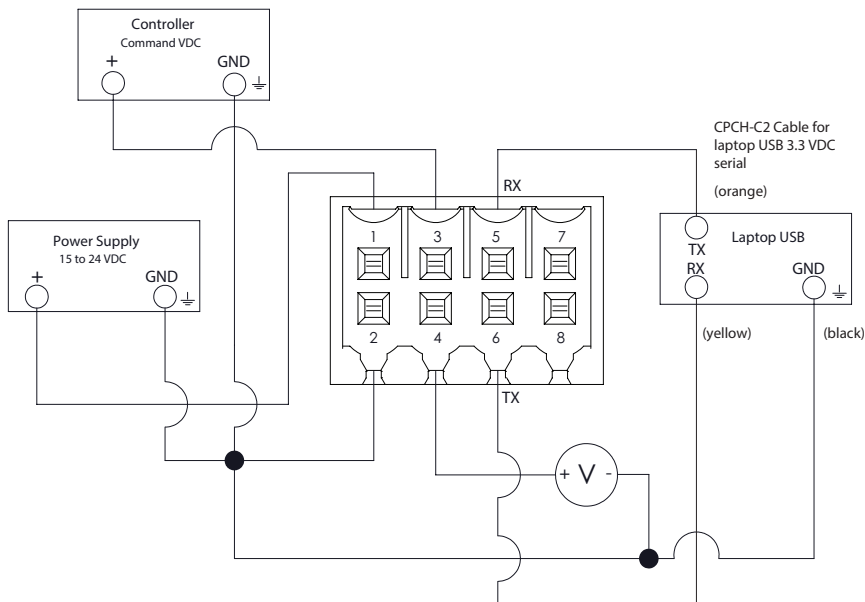 Controller
Command VDC
+ GND
CPCH-C2 Cable for
laptop USB 3.3 VDC
serial
(orange)
RX
Power Supply
15 to 24 VDC
+ GND
1 3 5 7
2 4 6 8
TX
Laptop USB
TX
RX
GND
(yellow) (black)
+ V -